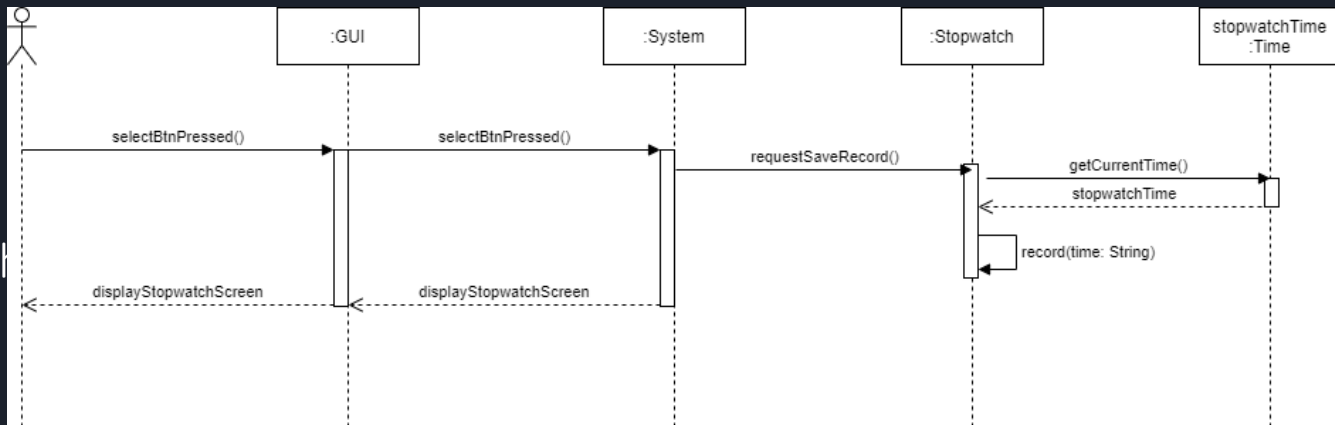 :GUI
:System
:Stopwatch
stopwatchTime
:Time
selectBtnPressed()
selectBtnPressed()
requestSaveRecord()
getCurrentTime()
stopwatchTime
record(time: String)
displayStopwatchScreen
displayStopwatchScreen